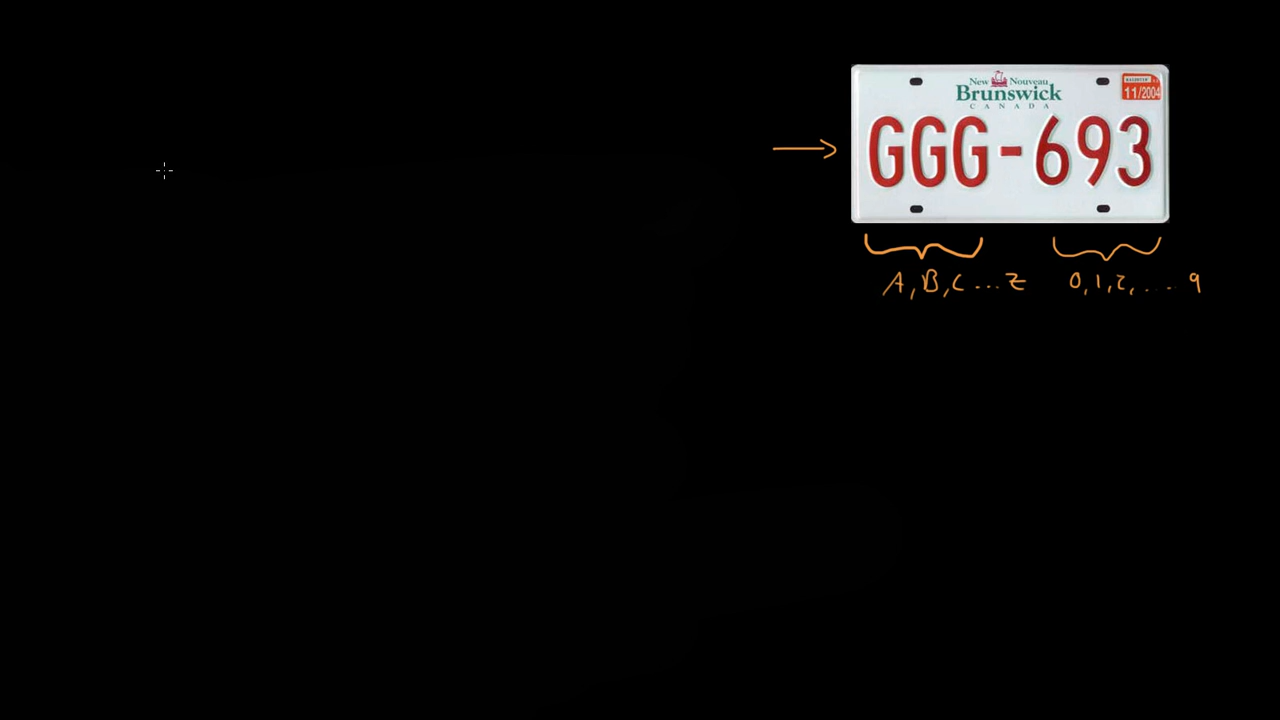 New Nouveau
Brunswick
CANADA
11/2004
GGG-693
A, B, C ... Z 0, 1, 2, .... 9